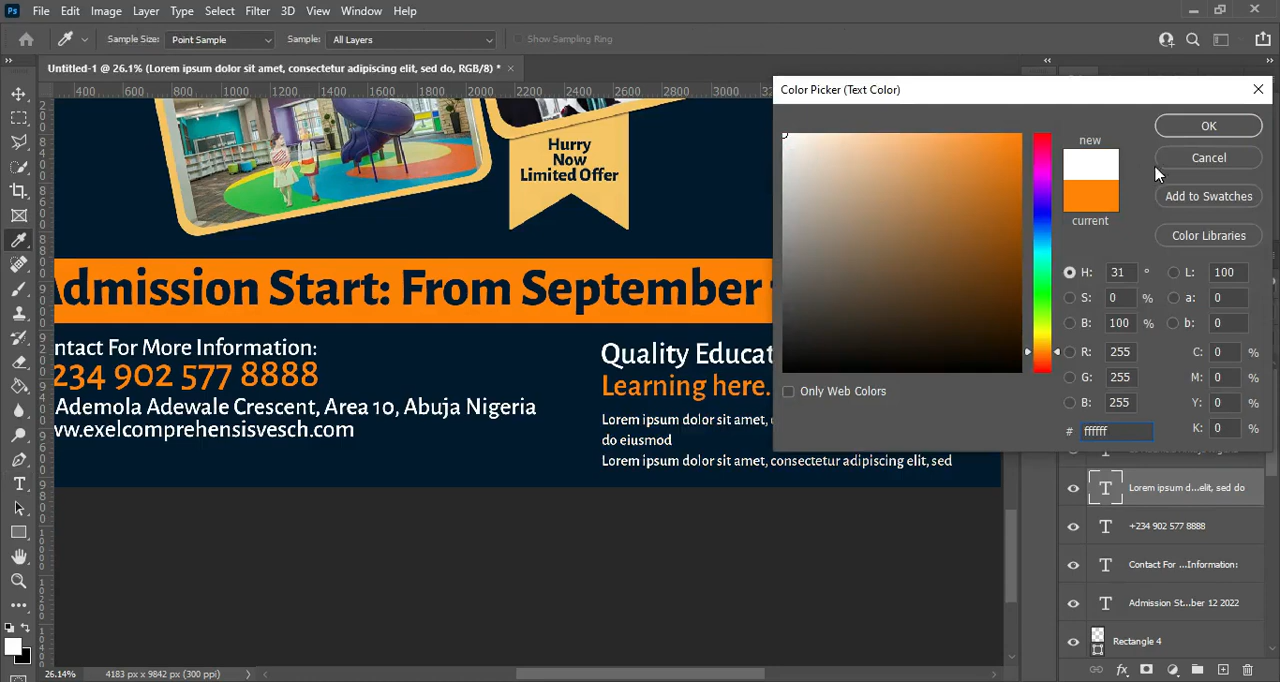 Ps File Edit Image Layer Type Select Filter 3D View Window Help
Sample Size: Point Sample Sample: All Layers Show Sampling Ring
Untitled-1 @ 26.1% (Lorem ipsum dolor sit amet, consectetur adipiscing elit, sed do, RGB/8) * ×
400 600 800 1000 1200 1400 1600 1800 2000 2200 2400 2600 2800 3000
Color Picker (Text Color)
new
current
OK
Cancel
Add to Swatches
Color Libraries
H: 31 ° L: 100
S: 0 % a: 0
B: 100 % b: 0
R: 255 C: 0 %
G: 255 M: 0 %
B: 255 Y: 0 %
# ffffff K: 0 %
Only Web Colors
Hurry
Now
Limited Offer
Admission Start: From September
ntact For More Information:
234 902 577 8888
Ademola Adewale Crescent, Area 10, Abuja Nigeria
ww.exelcomprehensisvesch.com
Quality Educat
Learning here.
Lorem ipsum dolor sit amet,
do eiusmod
Lorem ipsum dolor sit amet, consectetur adipiscing elit, sed
T Lorem ipsum d...elit, sed do
T +234 902 577 8888
T Contact For ...Information:
T Admission St...ber 12 2022
Rectangle 4
fx
26.14% 4183 px x 9842 px (300 ppi)